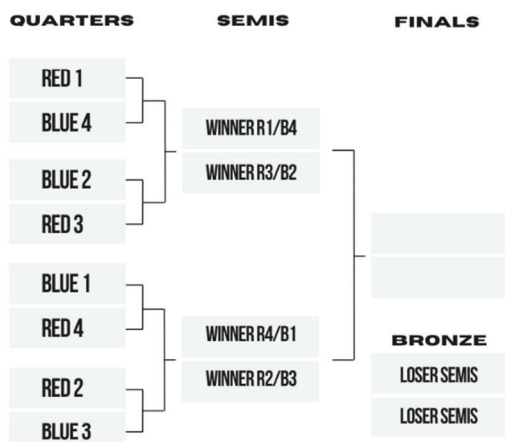 QUARTERS
SEMIS
FINALS
RED 1
BLUE 4
BLUE 2
RED 3
BLUE 1
RED 4
RED 2
BLUE 3
WINNER R1/B4
WINNER R3/B2
WINNER R4/B1
WINNER R2/B3
BRONZE
LOSER SEMIS
LOSER SEMIS